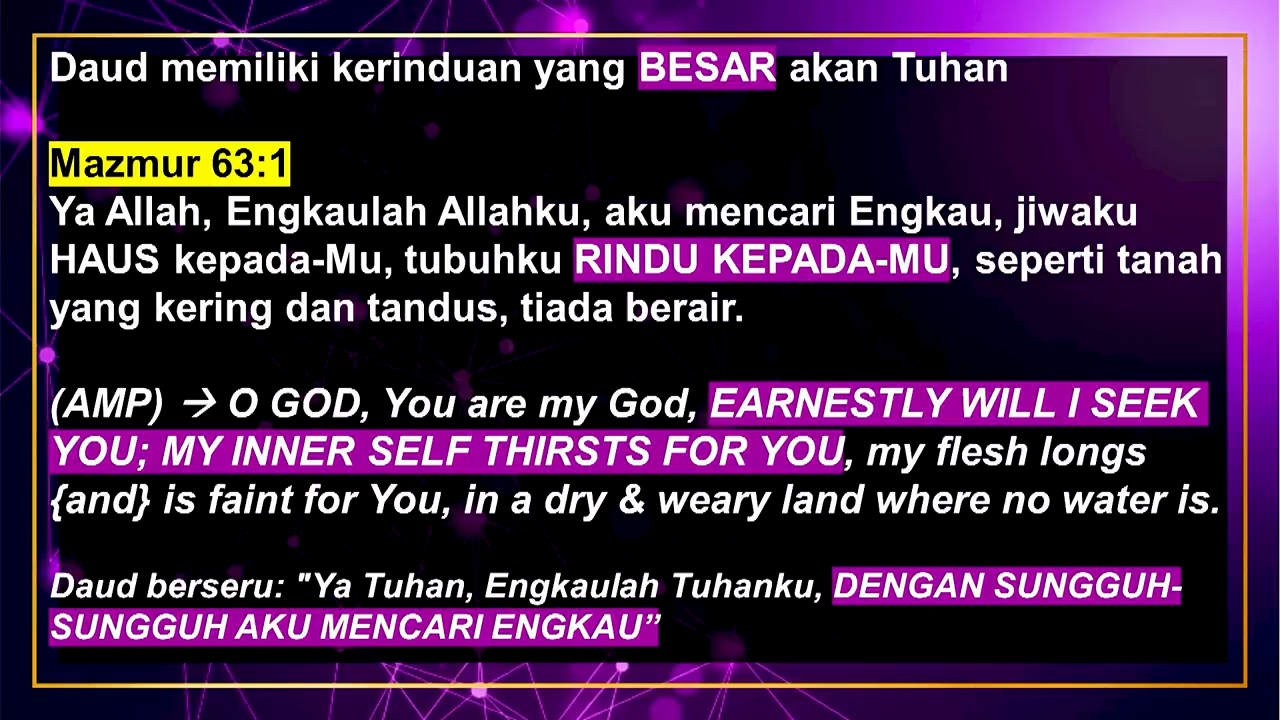 Daud memiliki kerinduan yang BESAR akan Tuhan
Mazmur 63:1
Ya Allah, Engkaulah Allahku, aku mencari Engkau, jiwaku
HAUS kepada-Mu, tubuhku RINDU KEPADA-MU, seperti tanah
yang kering dan tandus, tiada berair.
(AMP) → O GOD, You are my God, EARNESTLY WILL I SEEK
YOU; MY INNER SELF THIRSTS FOR YOU, my flesh longs
{and} is faint for You, in a dry & weary land where no water is.
Daud berseru: "Ya Tuhan, Engkaulah Tuhanku, DENGAN SUNGGUH-
SUNGGUH AKU MENCARI ENGKAU”